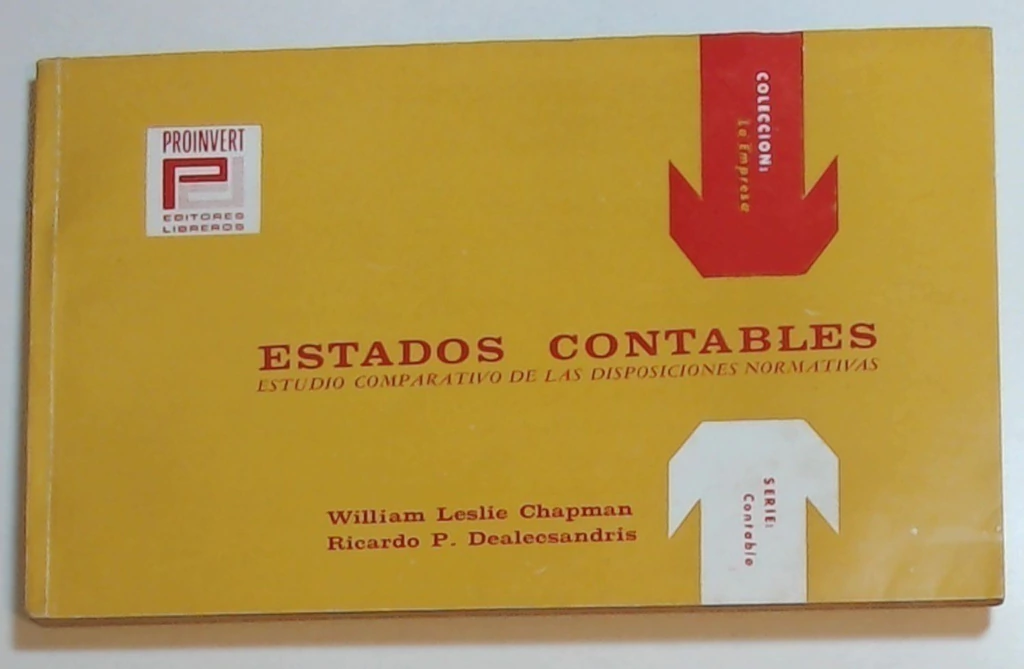 PROINVERT
EDITORES
LIBREROS
COLECCION:
La Empresa
ESTADOS CONTABLES
ESTUDIO COMPARATIVO DE LAS DISPOSICIONES NORMATIVAS
William Leslie Chapman
Ricardo P. Dealecsandris
SERIE:
Contable